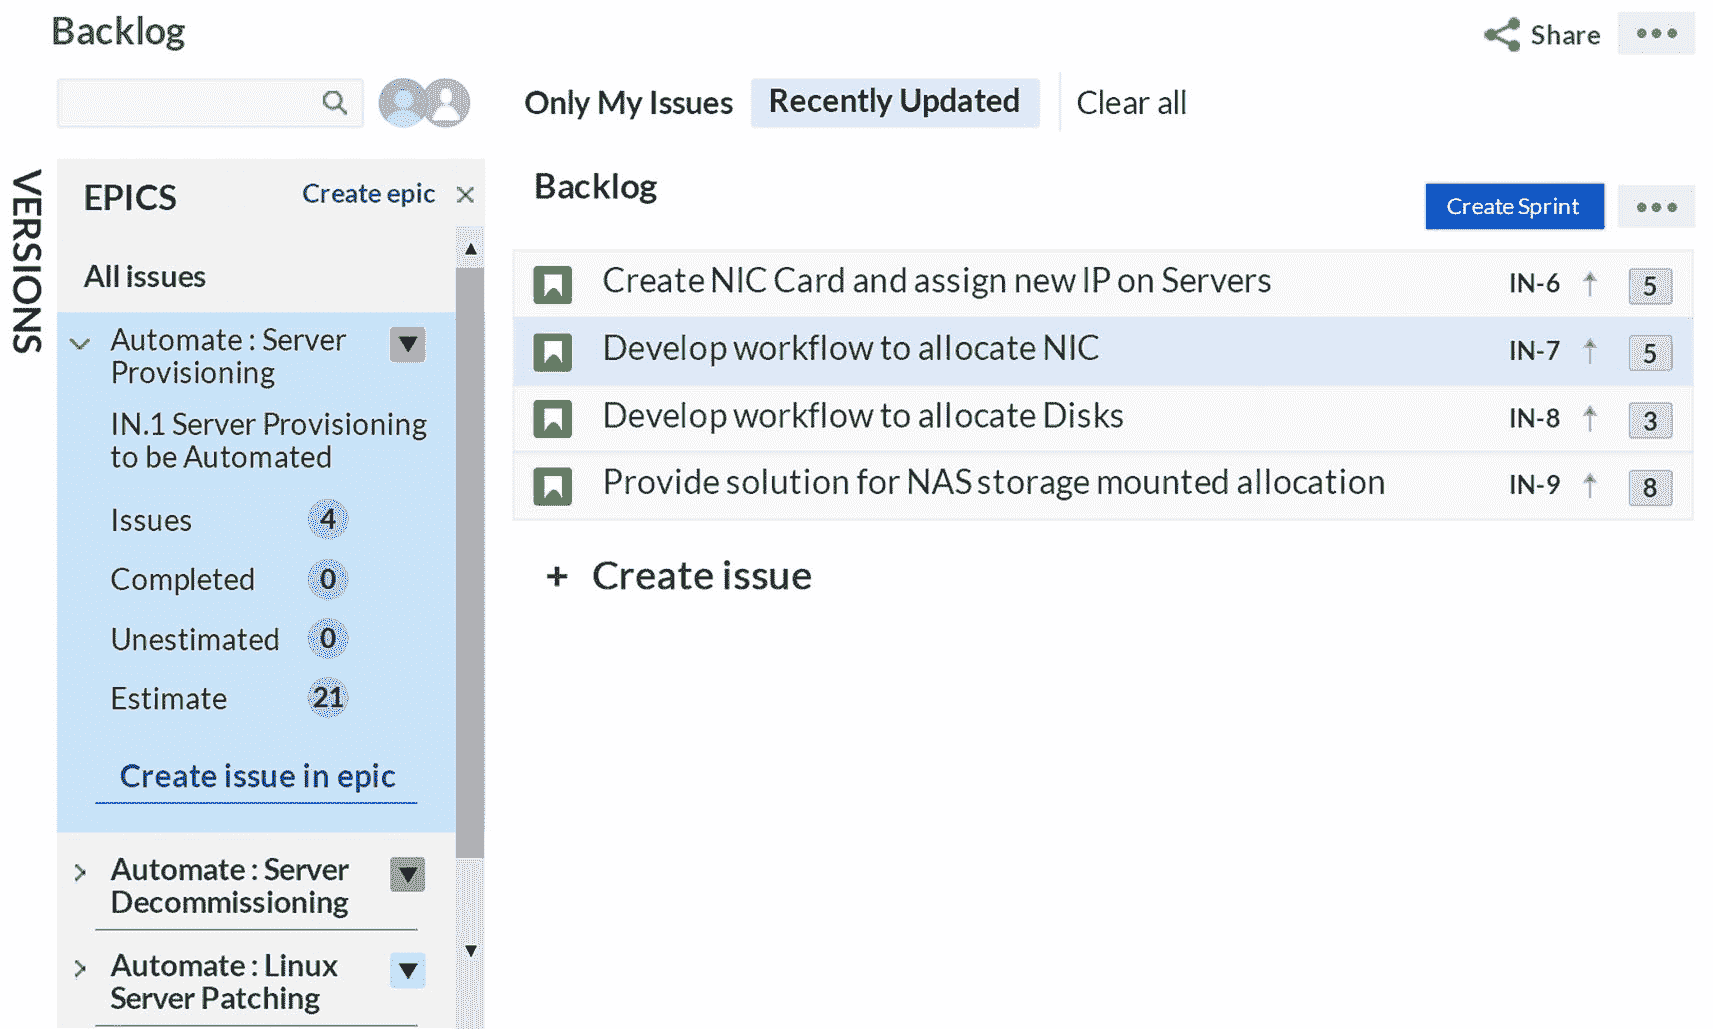 Backlog
Share
Only My Issues
Recently Updated
Clear all
VERSIONS
EPICS
Create epic
All issues
Automate : Server
Provisioning
IN.1 Server Provisioning
to be Automated
Issues 4
Completed 0
Unestimated 0
Estimate 21
Create issue in epic
Automate : Server
Decommissioning
Automate : Linux
Server Patching
Backlog
Create Sprint
Create NIC Card and assign new IP on Servers IN-6 5
Develop workflow to allocate NIC IN-7 5
Develop workflow to allocate Disks IN-8 3
Provide solution for NAS storage mounted allocation IN-9 8
+ Create issue